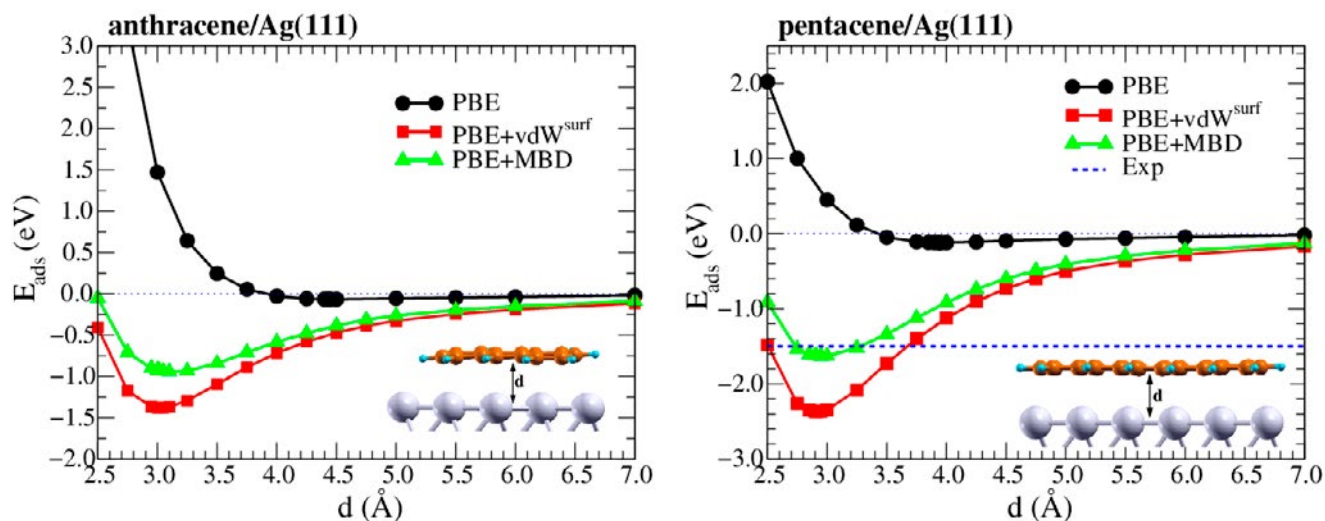 anthracene/Ag(111)
3.0
2.5
2.0
1.5
1.0
0.5
0.0
−0.5
−1.0
−1.5
−2.0
E_ads (eV)
PBE
PBE+vdW^surf
PBE+MBD
d
2.5 3.0 3.5 4.0 4.5 5.0 5.5 6.0 6.5 7.0
d (Å)
pentacene/Ag(111)
2.0
1.0
0.0
−1.0
−2.0
−3.0
E_ads (eV)
PBE
PBE+vdW^surf
PBE+MBD
Exp
d
2.5 3.0 3.5 4.0 4.5 5.0 5.5 6.0 6.5 7.0
d (Å)